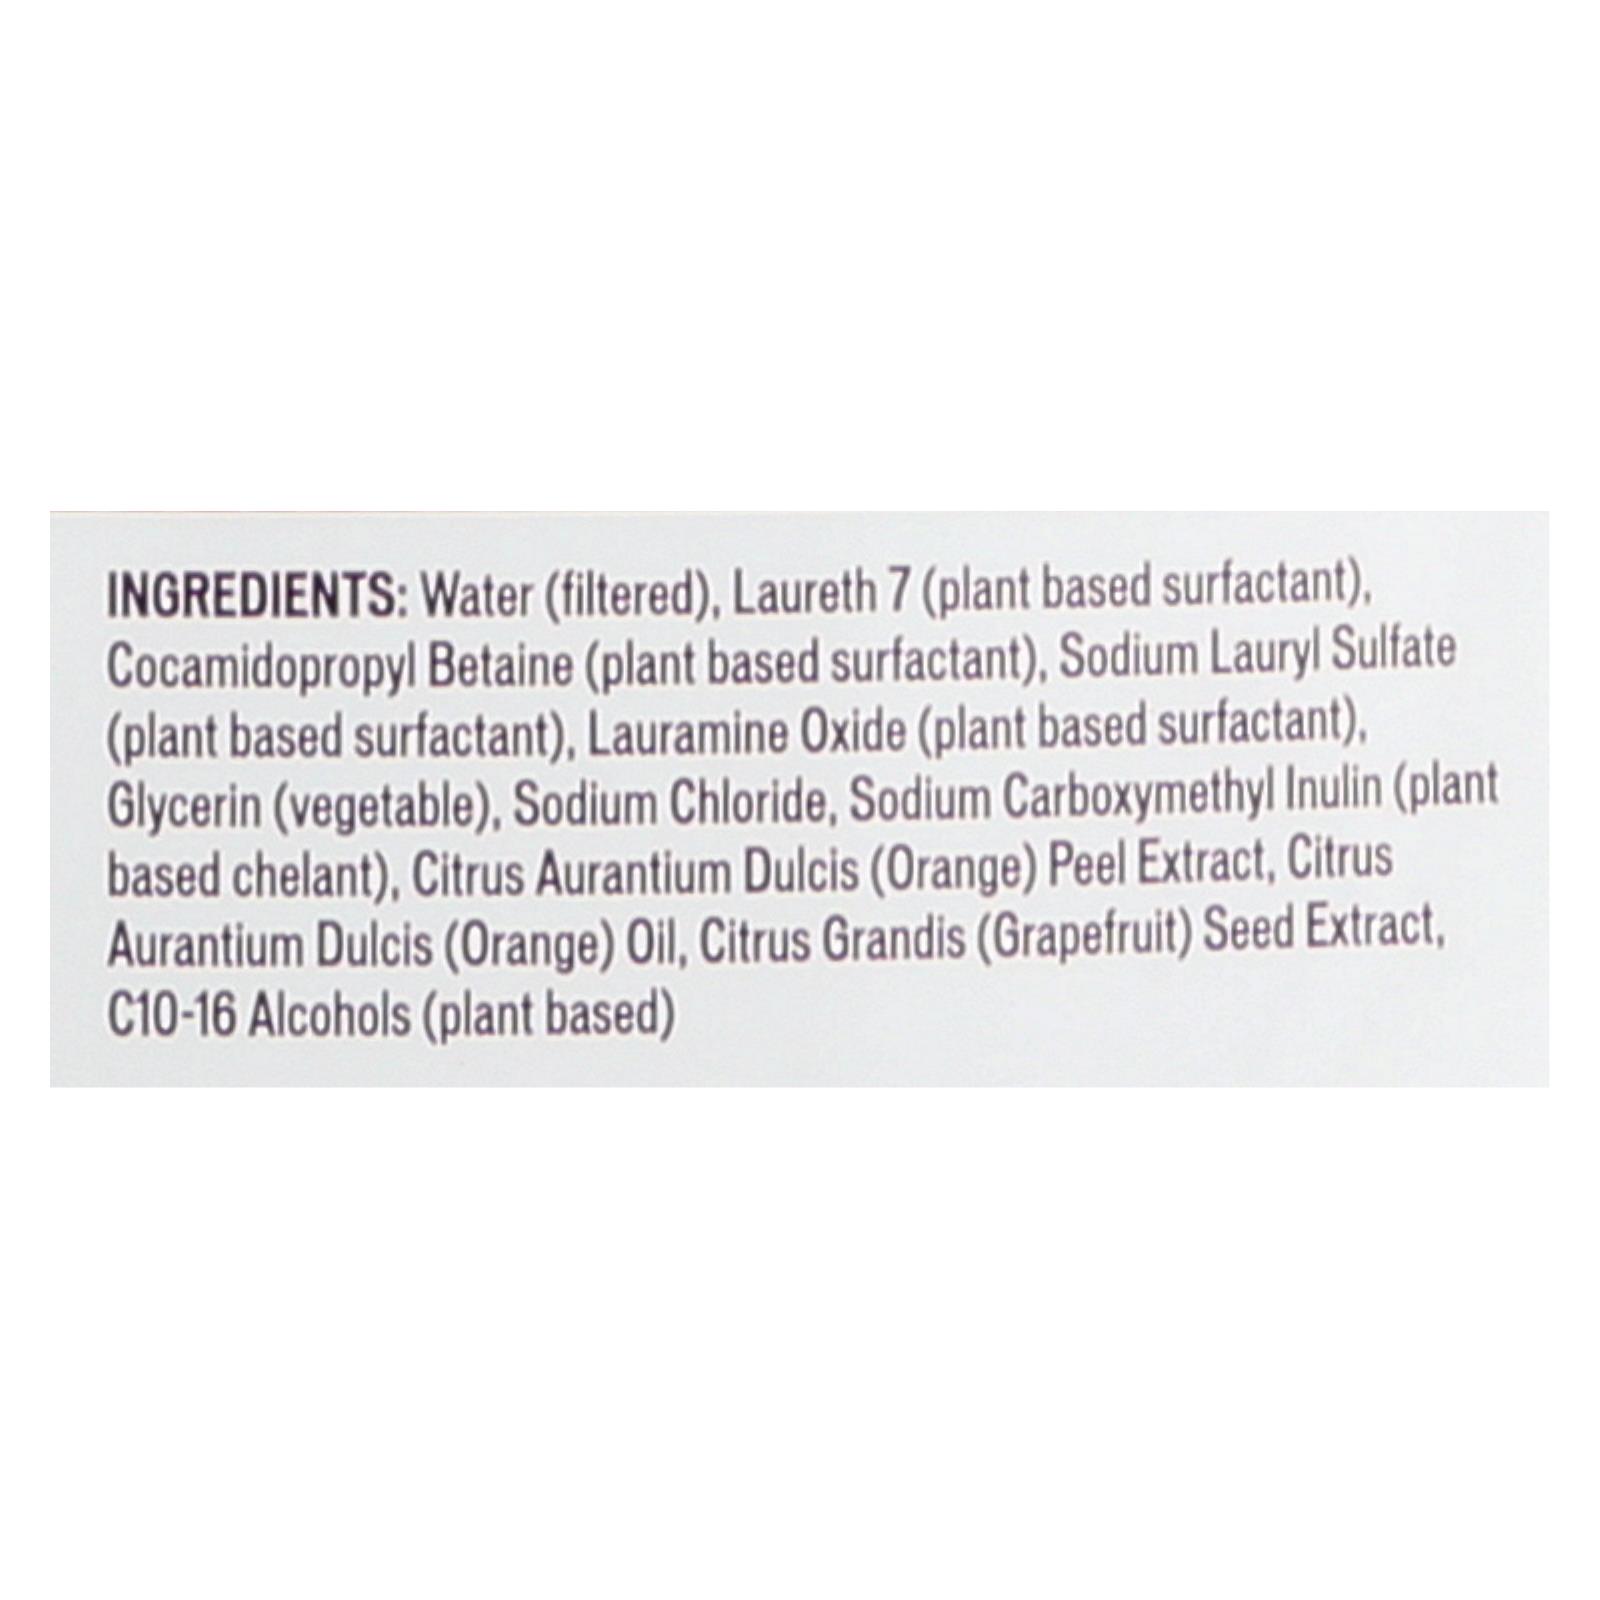 INGREDIENTS: Water (filtered), Laureth 7 (plant based surfactant),
Cocamidopropyl Betaine (plant based surfactant), Sodium Lauryl Sulfate
(plant based surfactant), Lauramine Oxide (plant based surfactant),
Glycerin (vegetable), Sodium Chloride, Sodium Carboxymethyl Inulin (plant
based chelant), Citrus Aurantium Dulcis (Orange) Peel Extract, Citrus
Aurantium Dulcis (Orange) Oil, Citrus Grandis (Grapefruit) Seed Extract,
C10-16 Alcohols (plant based)